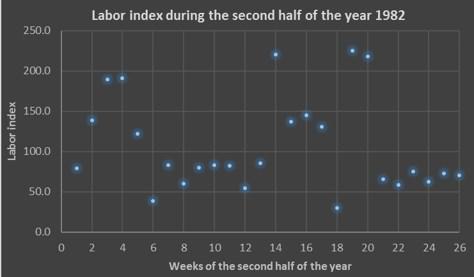 Labor index during the second half of the year 1982
250.0
200.0
150.0
100.0
50.0
0.0
Labor index
0 2 4 6 8 10 12 14 16 18 20 22 24 26
Weeks of the second half of the year